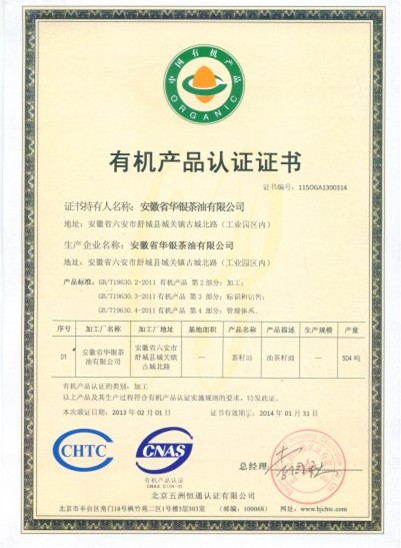 中国有机产品
ORGANIC
有机产品认证证书
证书编号：115OGA1300314
证书持有人名称：安徽省华银茶油有限公司
地址：安徽省六安市舒城县城关镇古城北路（工业园区内）
生产企业名称：安徽省华银茶油有限公司
地址：安徽省六安市舒城县城关镇古城北路（工业园区内）
产品标准：GB/T19630.2-2011 有机产品 第2部分：加工；
GB/T19630.3-2011 有机产品 第3部分：标识和销售；
GB/T19630.4-2011 有机产品 第4部分：管理体系。
序号 加工厂名称 加工厂地址 基地面积 产品名称 产品描述 生产规模 产量
01 安徽省华银茶油有限公司 安徽省六安市舒城县城关镇古城北路 — 茶籽油 油茶籽油 — 504吨
有机产品认证的类别：加工
以上产品及其生产过程符合有机产品认证实施规则的要求，特发此证。
本次颁证日期：2013年02月01日 证书有效期至：2014年01月31日
CHTC
CNAS
有机产品认证
总经理：
北京五洲恒通认证有限公司
北京市丰台区角门18号枫竹苑二区1号楼3层303室 （邮编：100068） 网址：www.bjchtc.com